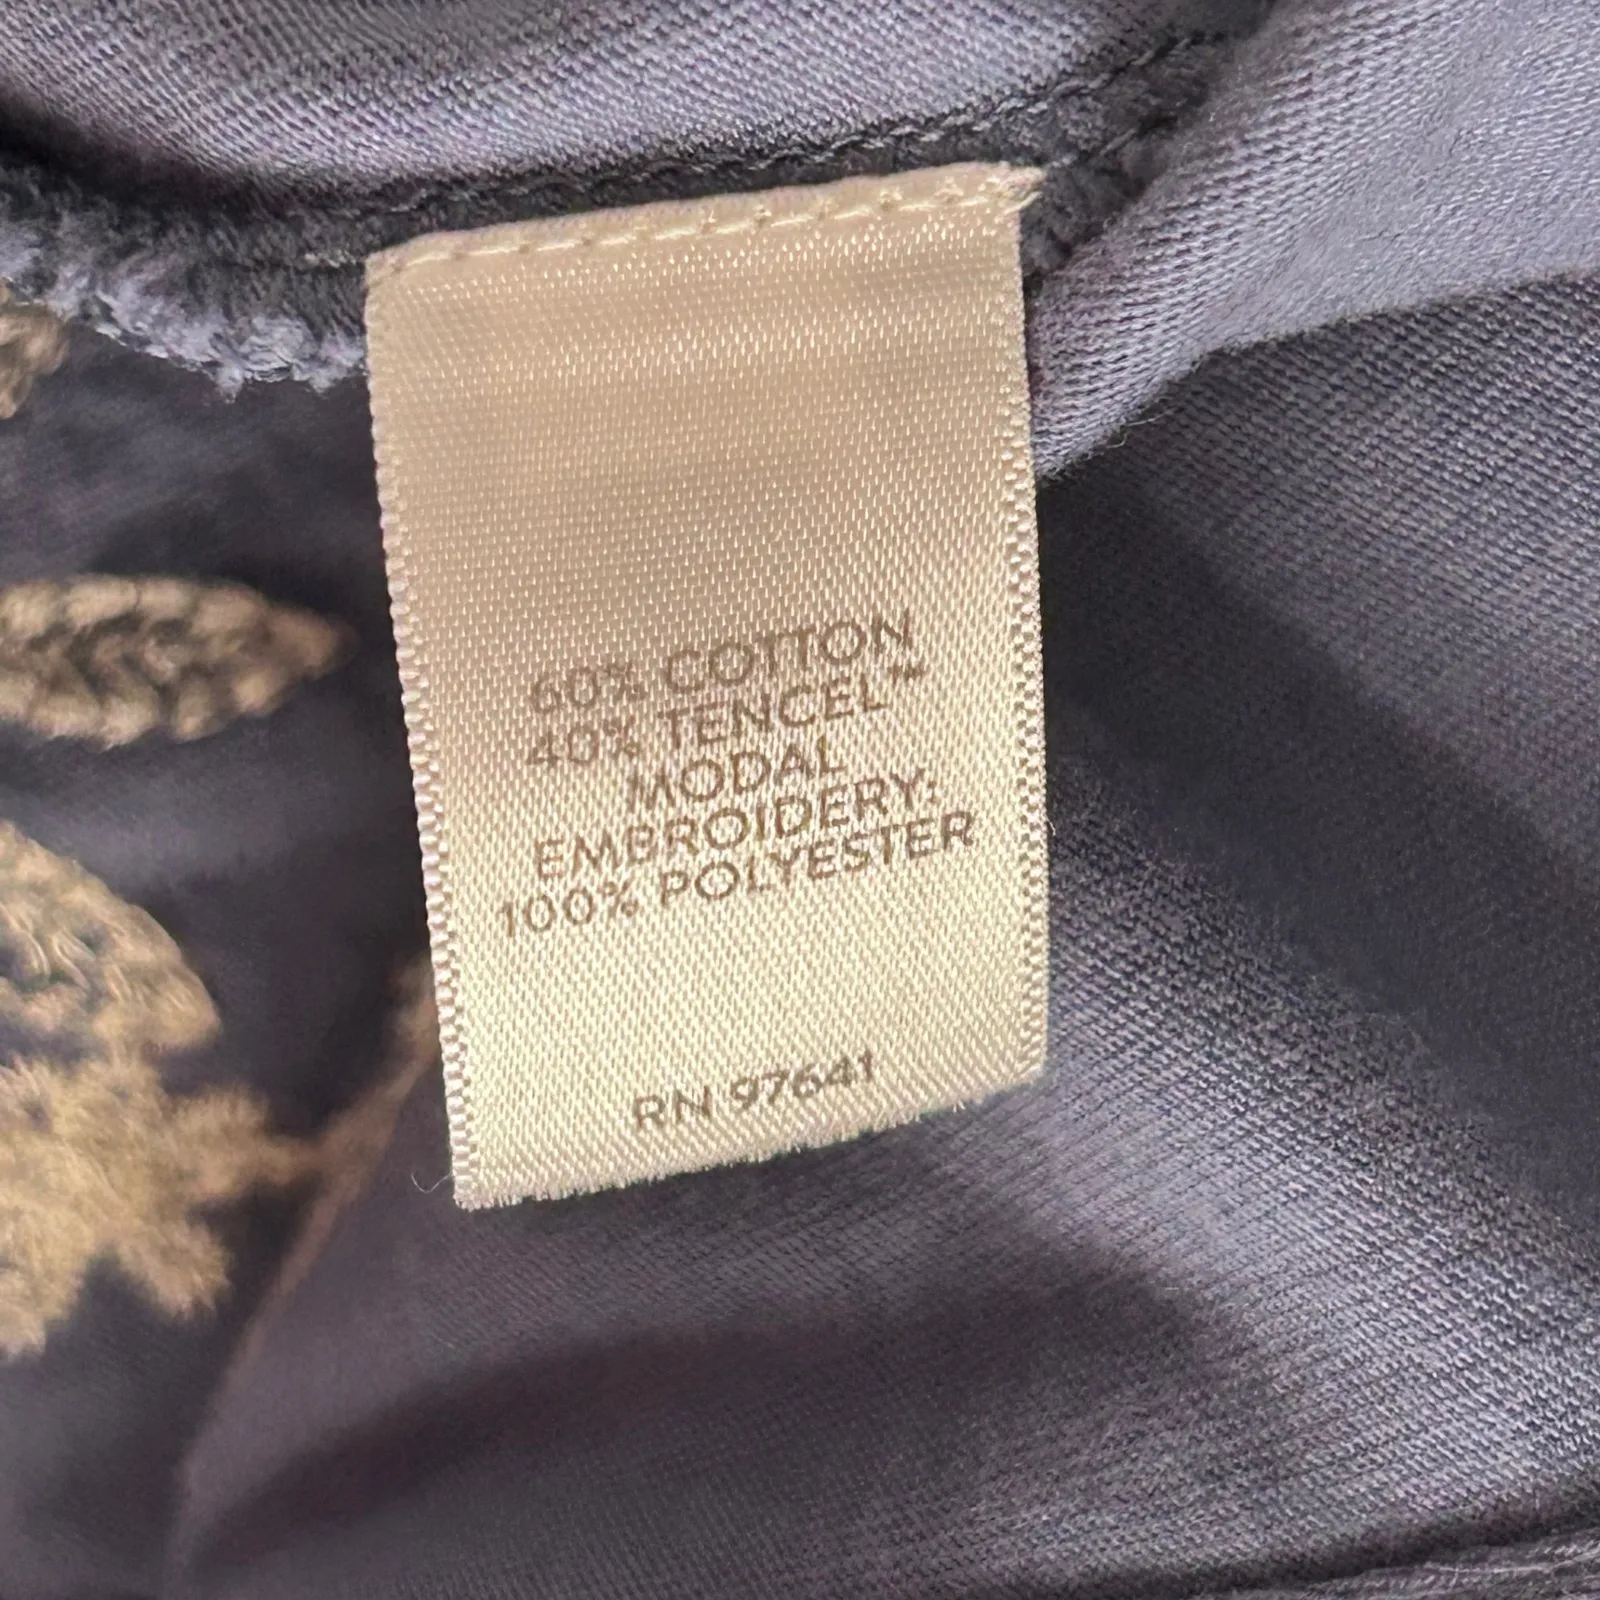 60% COTTON
40% TENCEL™
MODAL
EMBROIDERY:
100% POLYESTER
RN 97641